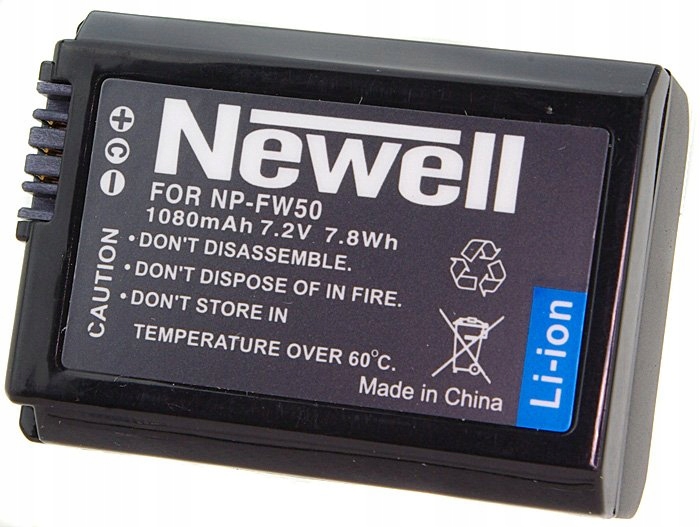 Newell
FOR NP-FW50
1080mAh 7.2V 7.8Wh
CAUTION
• DON'T DISASSEMBLE.
• DON'T DISPOSE OF IN FIRE.
• DON'T STORE IN
TEMPERATURE OVER 60°C.
Made in China
Li-ion
+
C
−